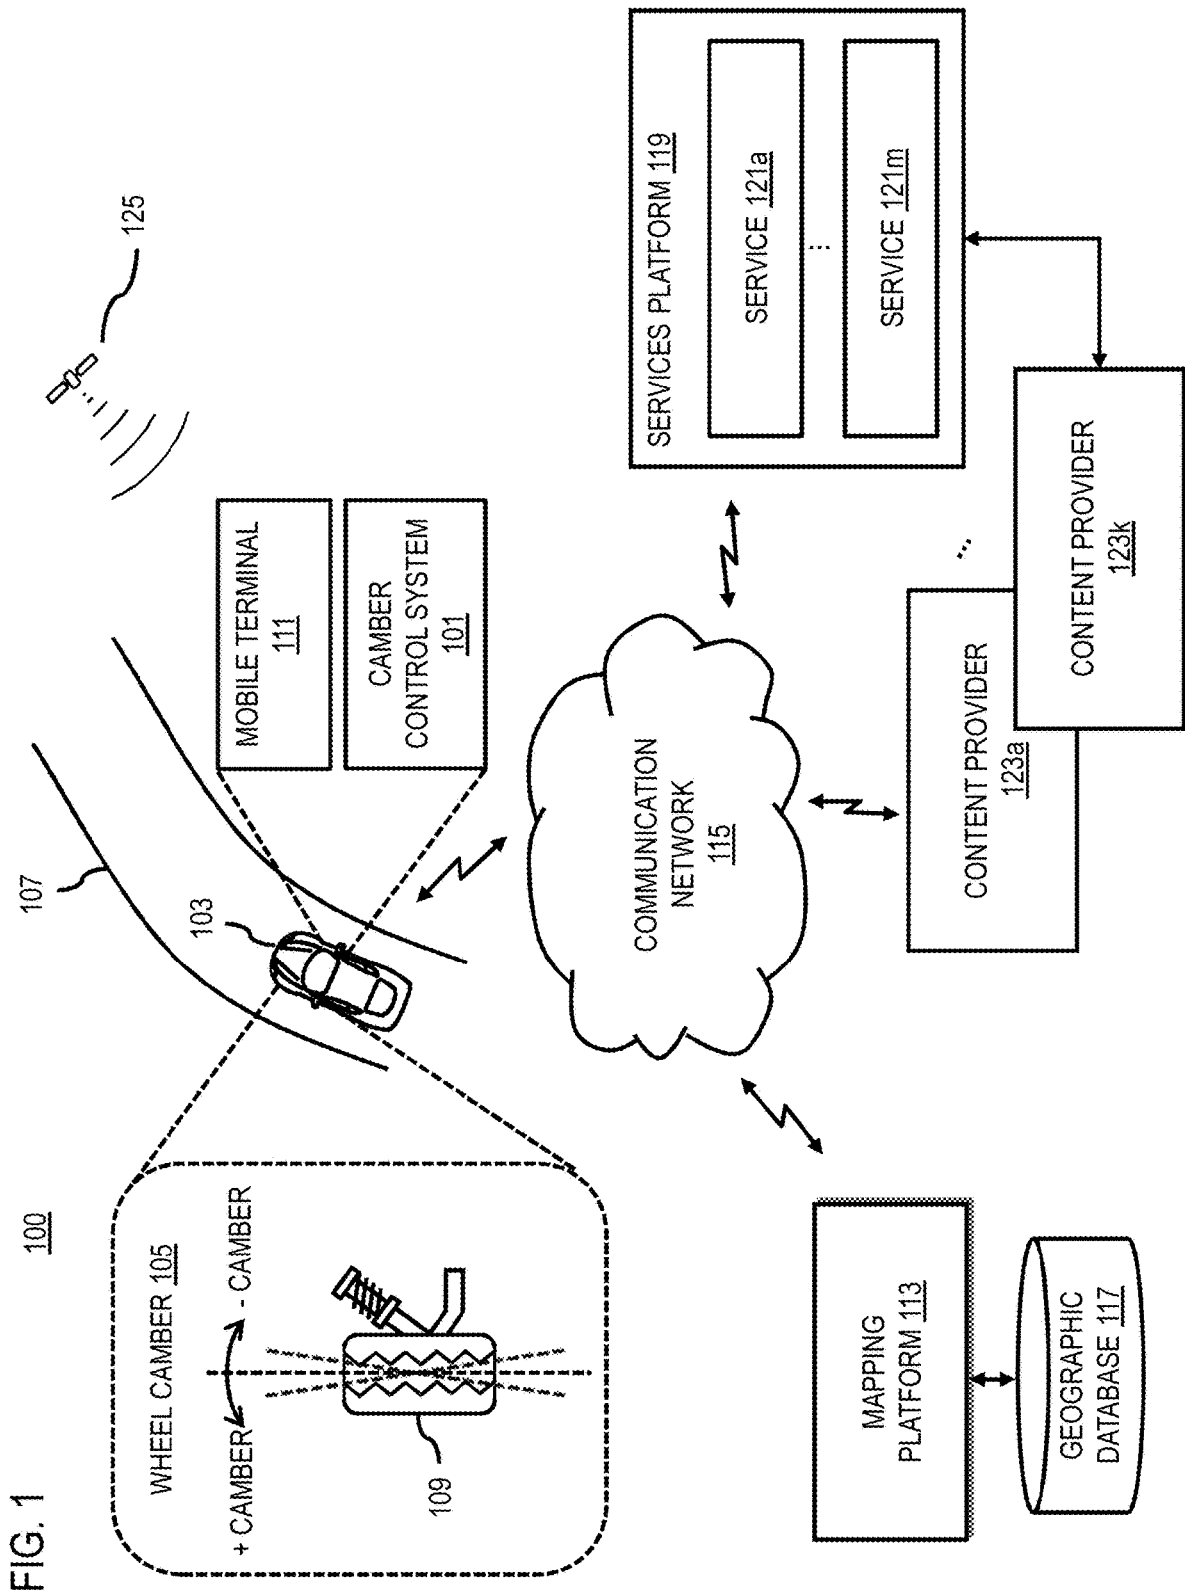 FIG. 1
100
WHEEL CAMBER 105
+ CAMBER
- CAMBER
109
107
103
125
MOBILE TERMINAL
111
CAMBER
CONTROL SYSTEM
101
COMMUNICATION
NETWORK
115
MAPPING
PLATFORM 113
GEOGRAPHIC
DATABASE 117
SERVICES PLATFORM 119
SERVICE 121a
...
SERVICE 121m
CONTENT PROVIDER
123a
...
CONTENT PROVIDER
123k